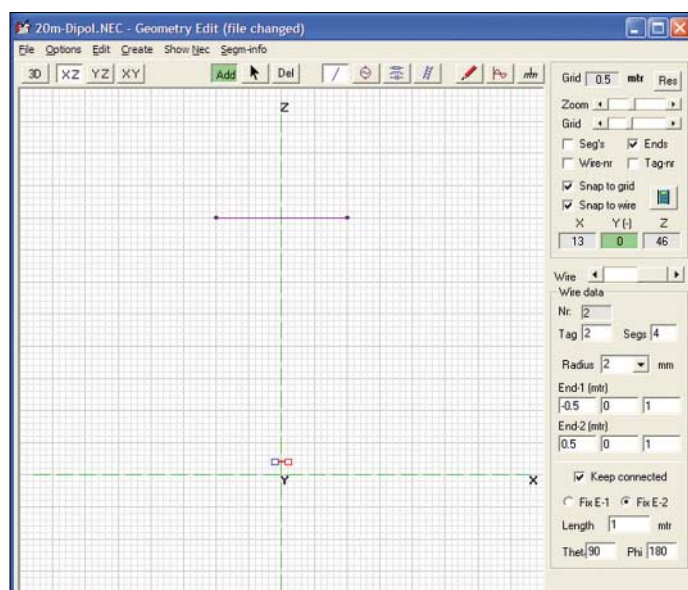 20m-Dipol.NEC - Geometry Edit (file changed)
File Options Edit Create Show Nec Segm-info
3D XZ YZ XY Add Del
Grid 0.5 mtr Res
Zoom
Grid
Seg's Ends
Wire-nr Tag-nr
Snap to grid
Snap to wire
X Y (-) Z
13 0 46
Wire
Wire data
Nr. 2
Tag 2 Segs 4
Radius 2 mm
End-1 (mtr)
-0.5 0 1
End-2 (mtr)
0.5 0 1
Keep connected
Fix E-1 Fix E-2
Length 1 mtr
Thet. 90 Phi 180
Z
Y X